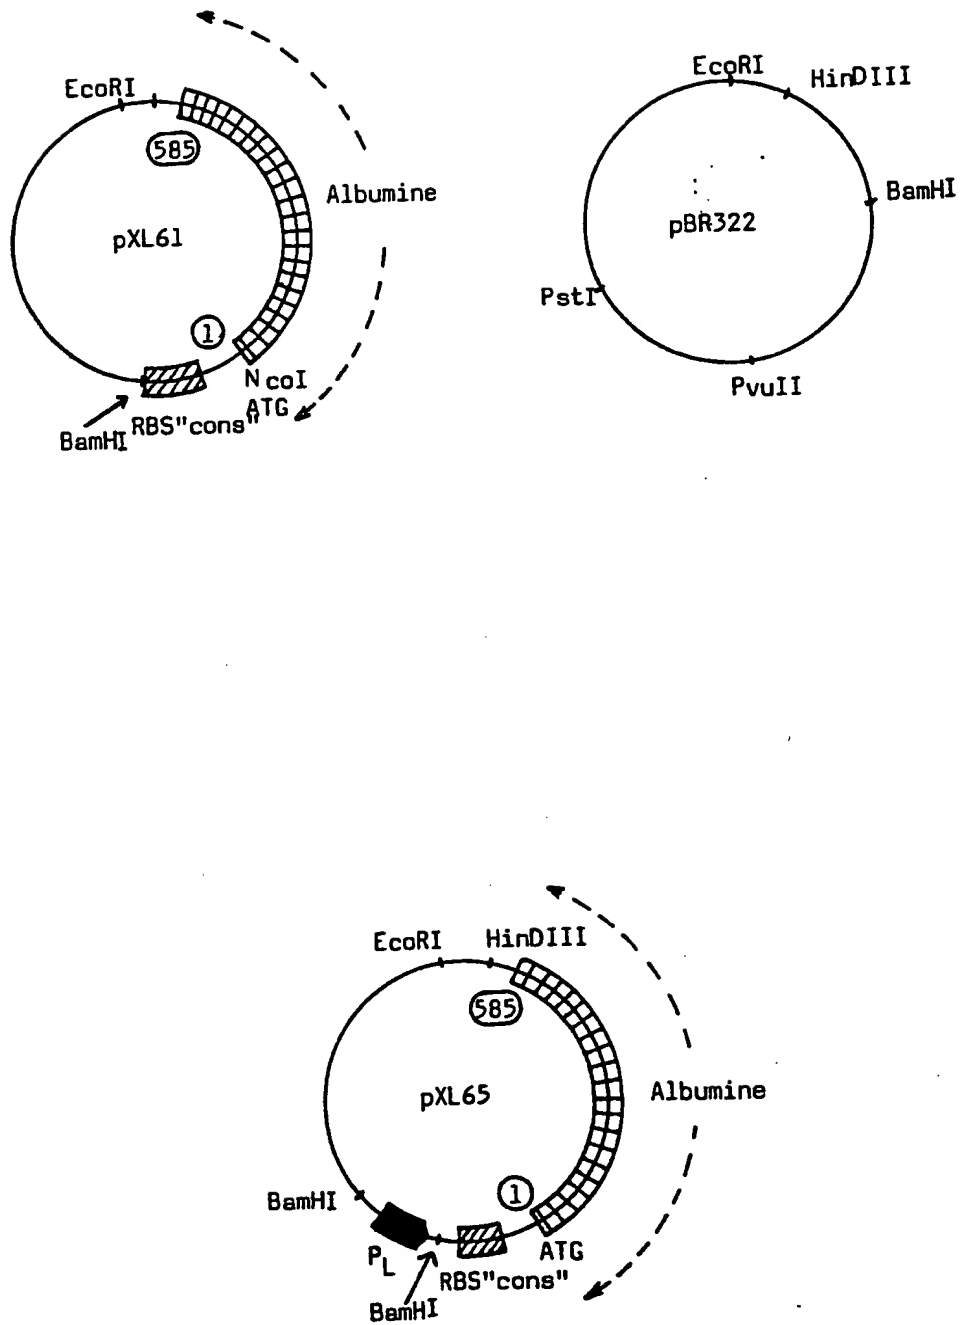 EcoRI
585
Albumine
pXL61
1
NcoI
ATG
RBS"cons"
BamHI
EcoRI
HinDIII
BamHI
pBR322
PstI
PvuII
EcoRI
HinDIII
585
pXL65
Albumine
BamHI
1
PL
ATG
RBS"cons"
BamHI